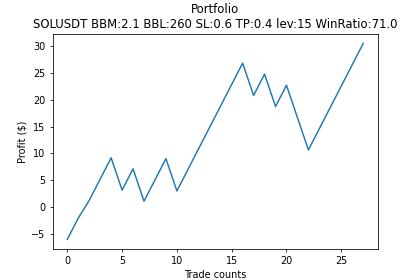 Portfolio
SOLUSDT BBM:2.1 BBL:260 SL:0.6 TP:0.4 lev:15 WinRatio:71.0
30
25
20
15
10
5
0
−5
Profit ($)
0 5 10 15 20 25
Trade counts